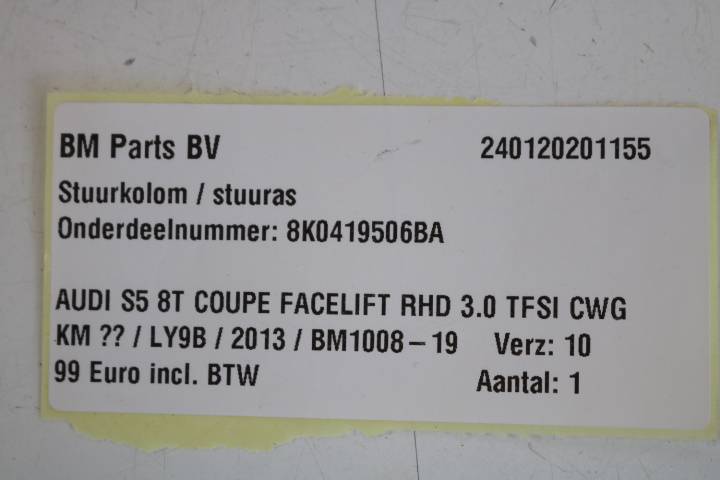 BM Parts BV 240120201155
Stuurkolom / stuuras
Onderdeelnummer: 8K0419506BA
AUDI S5 8T COUPE FACELIFT RHD 3.0 TFSI CWG
KM ?? / LY9B / 2013 / BM1008-19 Verz: 10
99 Euro incl. BTW Aantal: 1